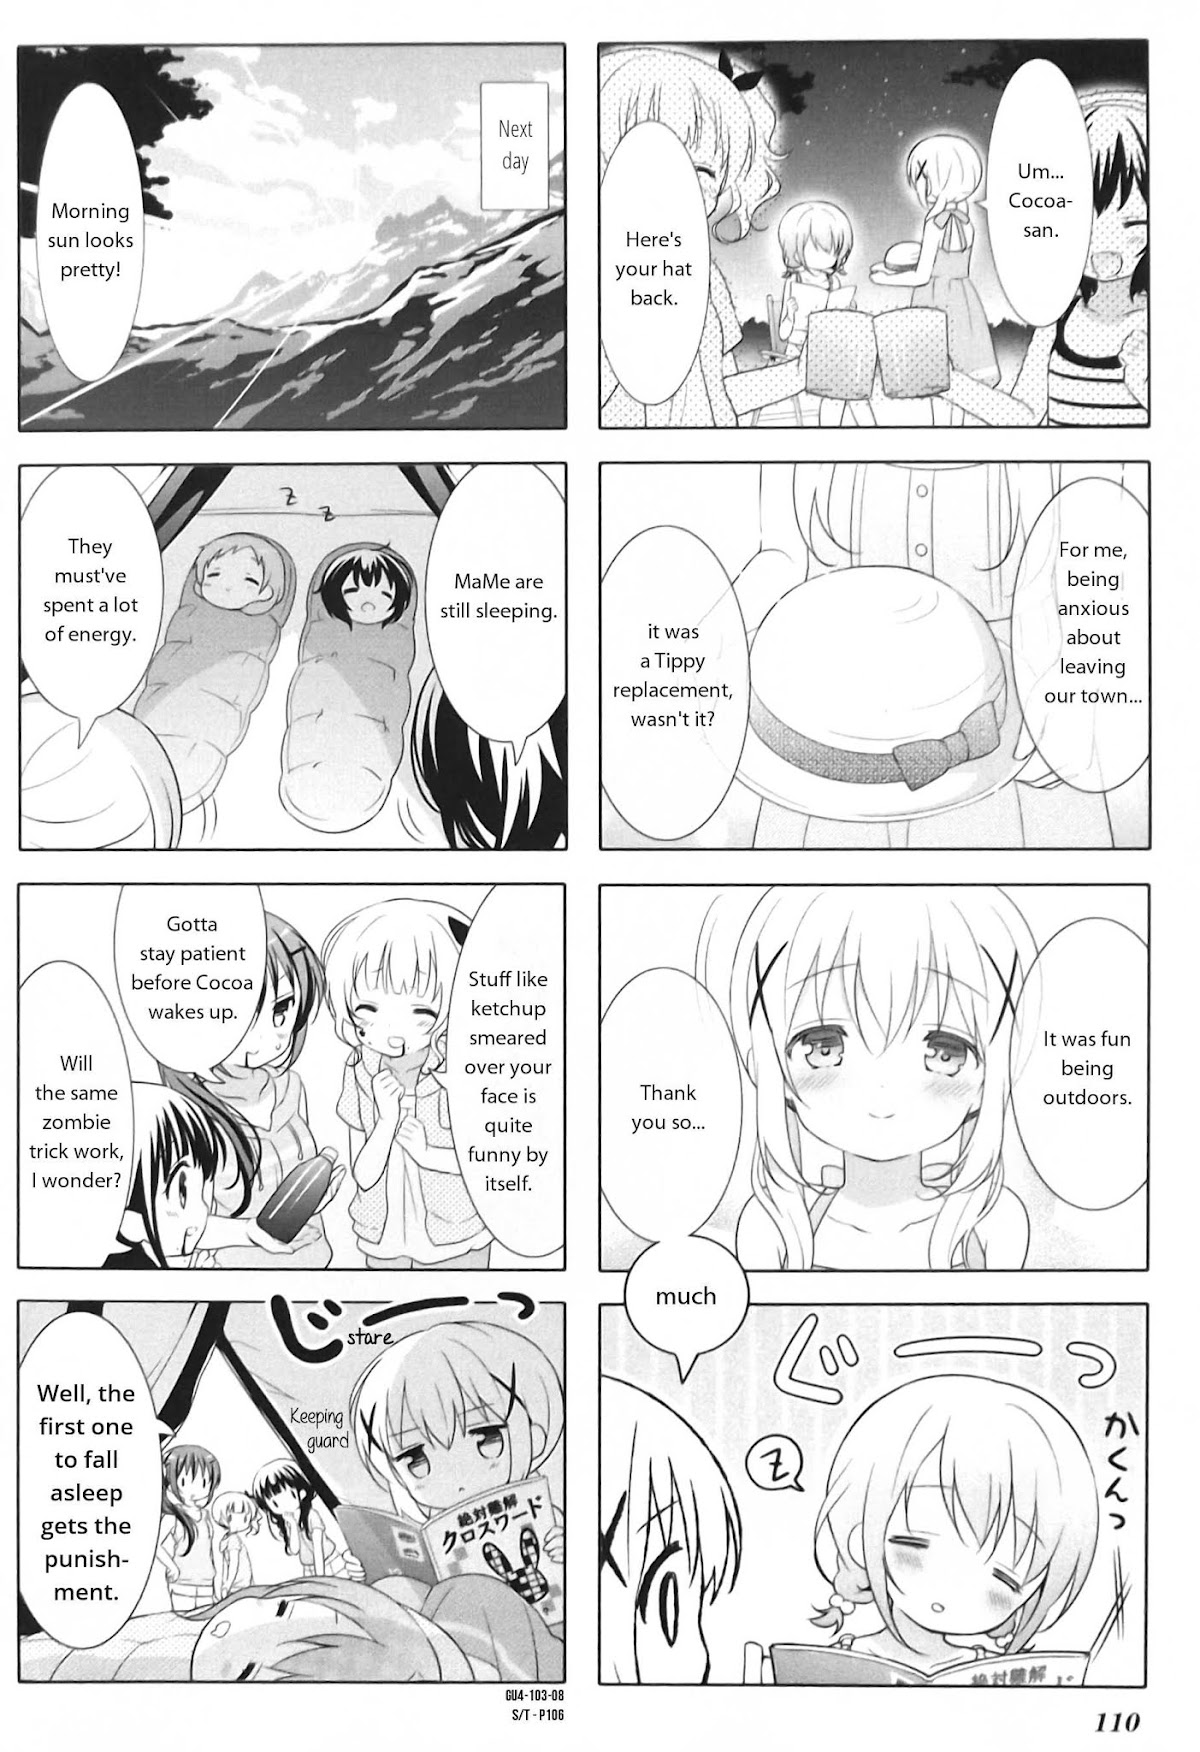 Um...
Cocoa-
san.
Here's
your hat
back.
For me,
being
anxious
about
leaving
our town...
it was
a Tippy
replacement,
wasn't it?
It was fun
being
outdoors.
Thank
you so...
much
ぐーっ
かくんっ
Z
絶対難解
Next
day
Morning
sun looks
pretty!
z
z
MaMe are
still sleeping.
They
must've
spent a lot
of energy.
Stuff like
ketchup
smeared
over your
face is
quite
funny by
itself.
Gotta
stay patient
before Cocoa
wakes up.
Will
the same
zombie
trick work,
I wonder?
じーっ
stare
Keeping
guard
絶対難解
クロスワード
Well, the
first one
to fall
asleep
gets the
punish-
ment.
GU4-103-08
S/T - P106
110